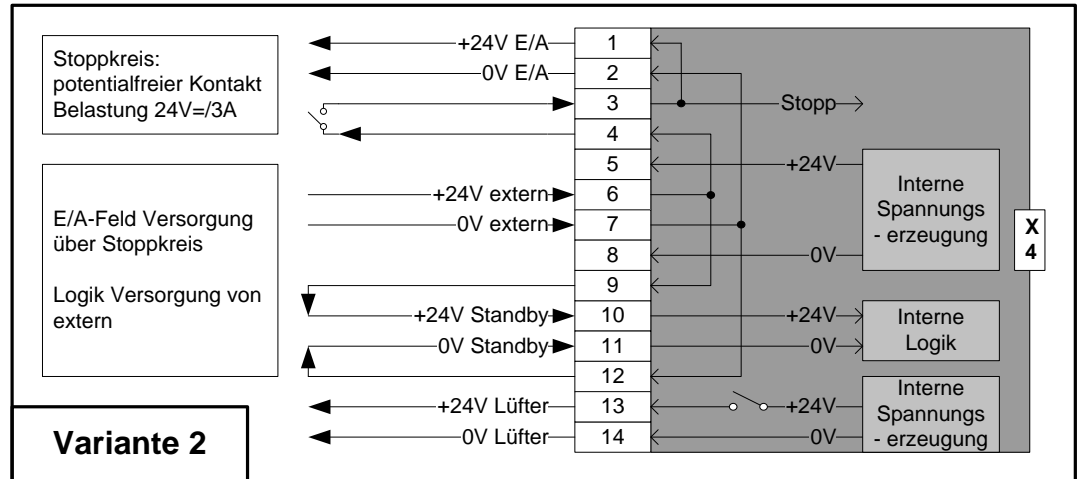 Stoppkreis:
potentialfreier Kontakt
Belastung 24V=/3A
E/A-Feld Versorgung
über Stoppkreis
Logik Versorgung von
extern
Variante 2
+24V E/A
0V E/A
+24V extern
0V extern
+24V Standby
0V Standby
+24V Lüfter
0V Lüfter
1
2
3
4
5
6
7
8
9
10
11
12
13
14
Stopp
+24V
0V
Interne
Spannungs
- erzeugung
+24V
0V
Interne
Logik
+24V
0V
Interne
Spannungs
- erzeugung
X
4